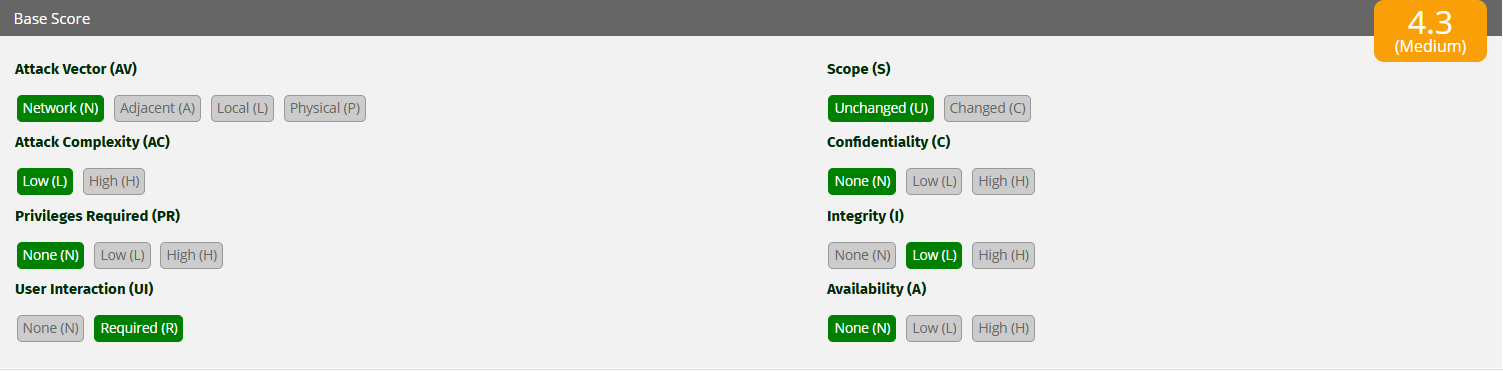 Base Score
4.3
(Medium)
Attack Vector (AV)
Network (N) Adjacent (A) Local (L) Physical (P)
Attack Complexity (AC)
Low (L) High (H)
Privileges Required (PR)
None (N) Low (L) High (H)
User Interaction (UI)
None (N) Required (R)
Scope (S)
Unchanged (U) Changed (C)
Confidentiality (C)
None (N) Low (L) High (H)
Integrity (I)
None (N) Low (L) High (H)
Availability (A)
None (N) Low (L) High (H)